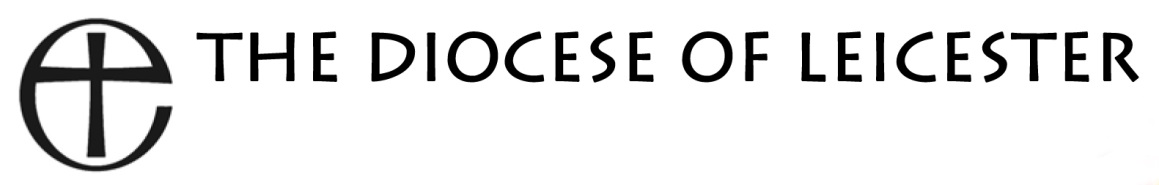 THE DIOCESE OF LEICESTER